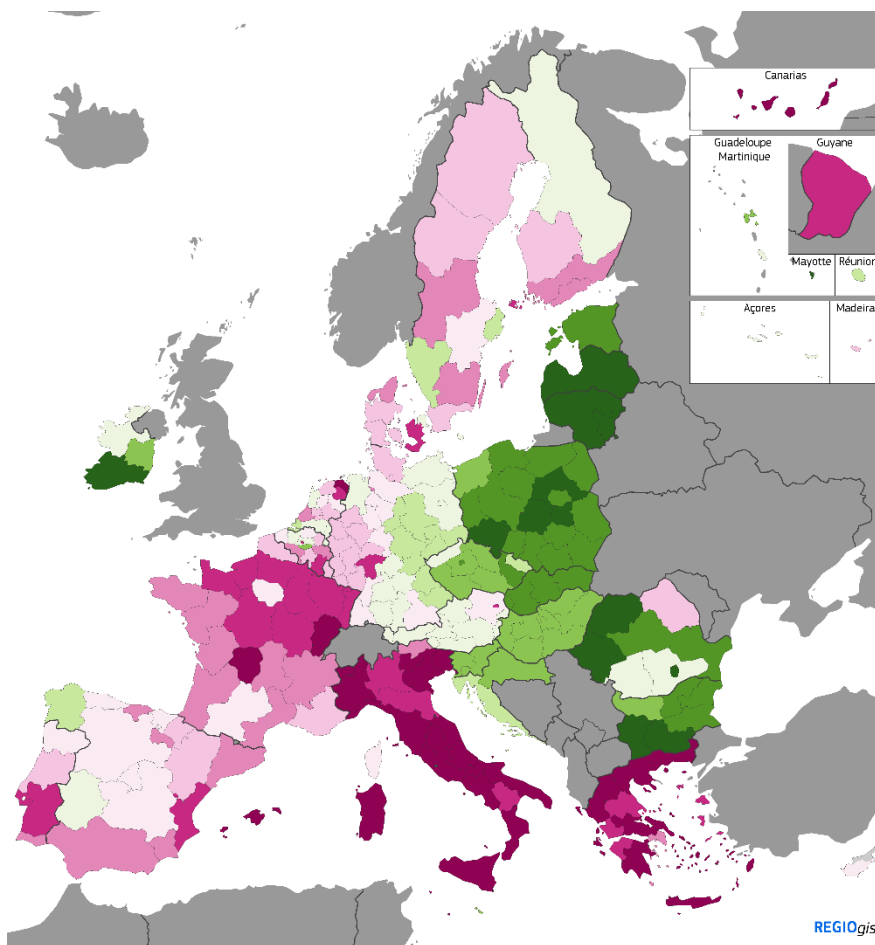 Canarias
Guadeloupe
Martinique
Guyane
Mayotte
Réunion
Açores
Madeira
REGIOgis